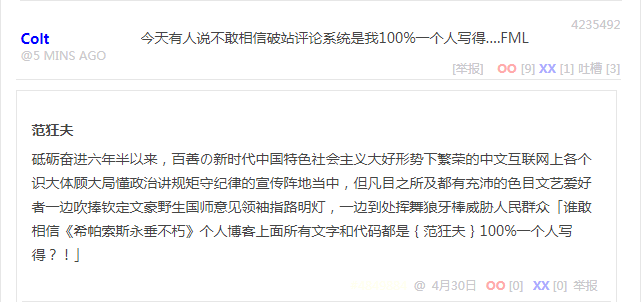 4235492
Colt 今天有人说不敢相信破站评论系统是我100%一个人写得....FML
@5 MINS AGO
[举报] OO [9] XX [1] 吐槽 [3]
范狂夫
砥砺奋进六年半以来，百善の新时代中国特色社会主义大好形势下繁荣的中文互联网上各个
识大体顾大局懂政治讲规矩守纪律的宣传阵地当中，但凡目之所及都有充沛的色目文艺爱好
者一边吹捧钦定文豪野生国师意见领袖指路明灯，一边到处挥舞狼牙棒威胁人民群众「谁敢
相信《希帕索斯永垂不朽》个人博客上面所有文字和代码都是｛范狂夫｝100%一个人写
得？！」
@ 4月30日 OO [0] XX [0] 举报